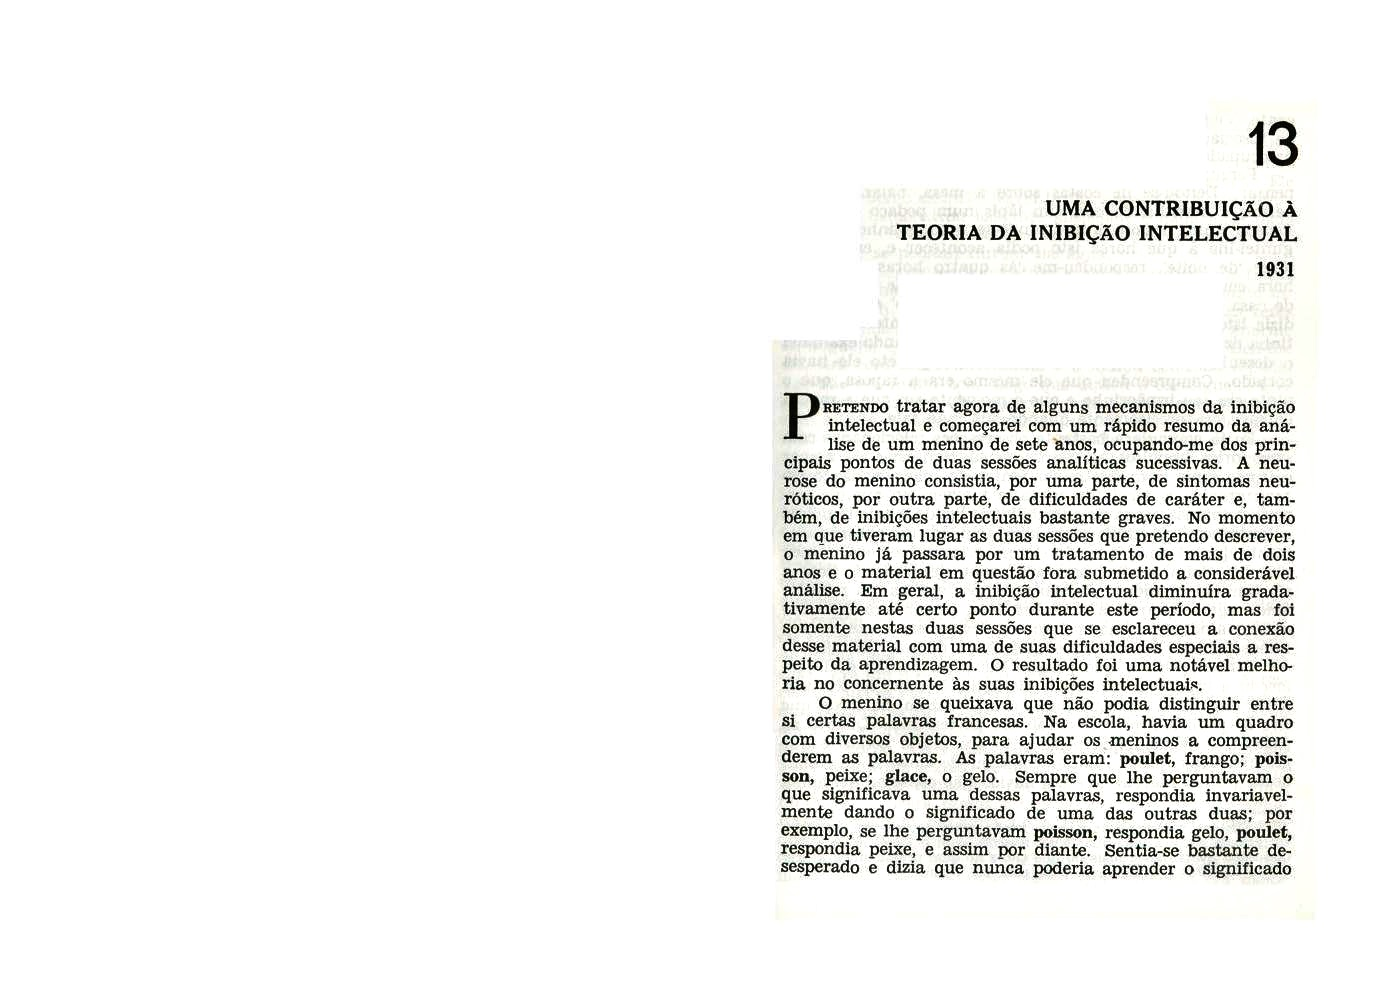 13
UMA CONTRIBUIÇÃO À
TEORIA DA INIBIÇÃO INTELECTUAL
1931
PRETENDO tratar agora de alguns mecanismos da inibição
intelectual e começarei com um rápido resumo da aná-
lise de um menino de sete anos, ocupando-me dos prin-
cipais pontos de duas sessões analíticas sucessivas. A neu-
rose do menino consistia, por uma parte, de sintomas neu-
róticos, por outra parte, de dificuldades de caráter e, tam-
bém, de inibições intelectuais bastante graves. No momento
em que tiveram lugar as duas sessões que pretendo descrever,
o menino já passara por um tratamento de mais de dois
anos e o material em questão fora submetido a considerável
análise. Em geral, a inibição intelectual diminuíra grada-
tivamente até certo ponto durante este período, mas foi
somente nestas duas sessões que se esclareceu a conexão
desse material com uma de suas dificuldades especiais a res-
peito da aprendizagem. O resultado foi uma notável melho-
ria no concernente às suas inibições intelectuais.
O menino se queixava que não podia distinguir entre
si certas palavras francesas. Na escola, havia um quadro
com diversos objetos, para ajudar os meninos a compreen-
derem as palavras. As palavras eram: poulet, frango; pois-
son, peixe; glace, o gelo. Sempre que lhe perguntavam o
que significava uma dessas palavras, respondia invariavel-
mente dando o significado de uma das outras duas; por
exemplo, se lhe perguntavam poisson, respondia gelo, poulet,
respondia peixe, e assim por diante. Sentia-se bastante de-
sesperado e dizia que nunca poderia aprender o significado